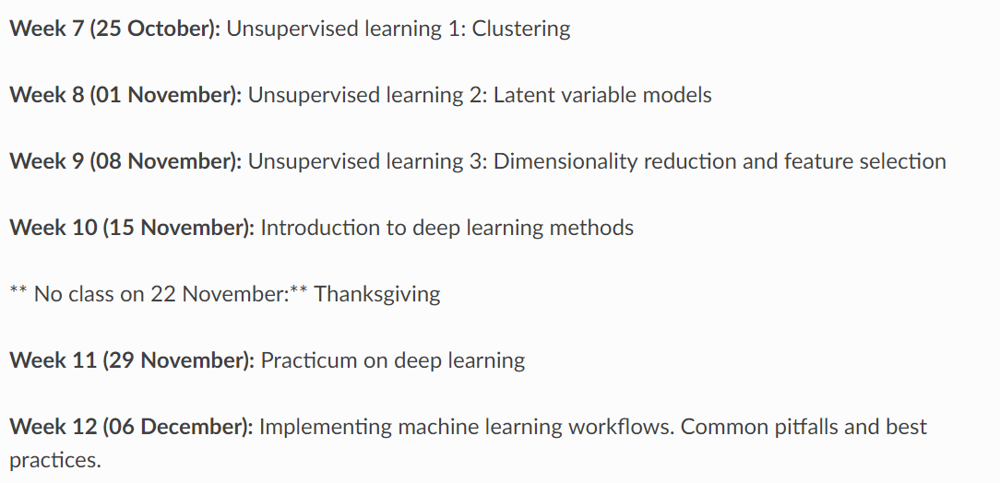 Week 7 (25 October): Unsupervised learning 1: Clustering
Week 8 (01 November): Unsupervised learning 2: Latent variable models
Week 9 (08 November): Unsupervised learning 3: Dimensionality reduction and feature selection
Week 10 (15 November): Introduction to deep learning methods
** No class on 22 November:** Thanksgiving
Week 11 (29 November): Practicum on deep learning
Week 12 (06 December): Implementing machine learning workflows. Common pitfalls and best
practices.